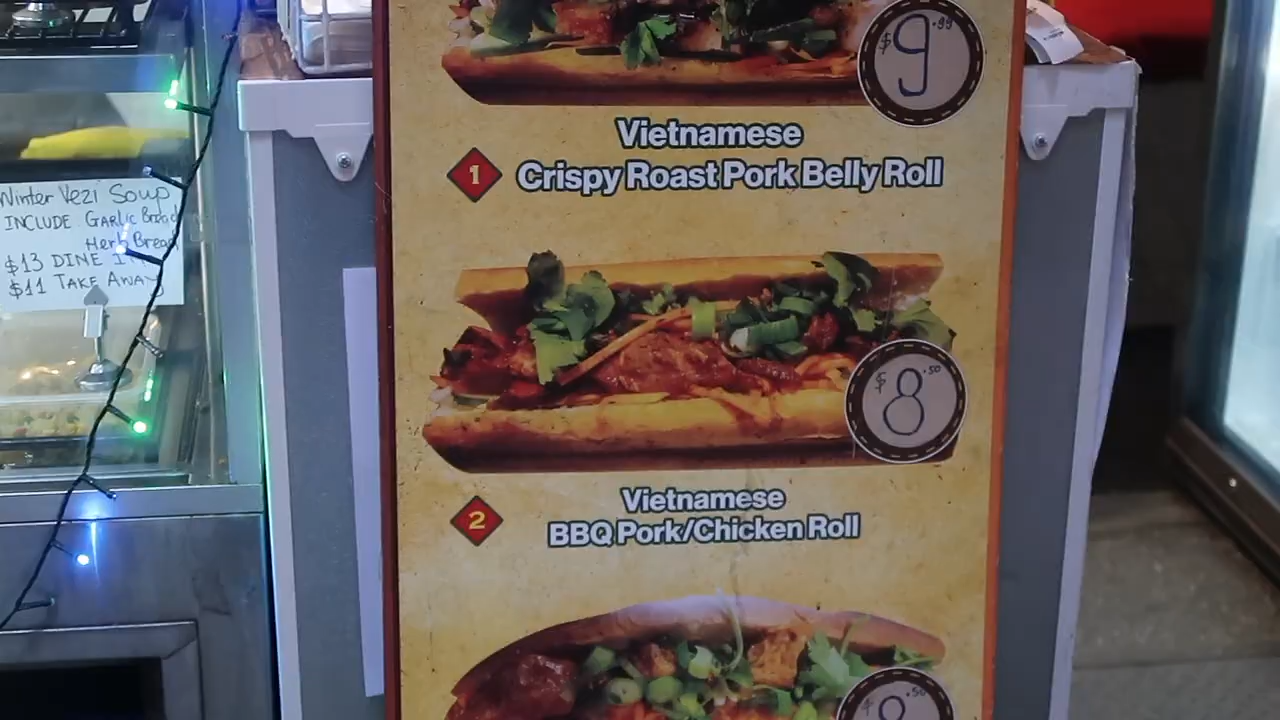 $9.99
Vietnamese
1 Crispy Roast Pork Belly Roll
Winter Vezi Soup
INCLUDE Garlic Bread
Herb Bread
$13 DINE IN
$11 TAKE AWAY
$8.50
Vietnamese
2 BBQ Pork/Chicken Roll
$8.50